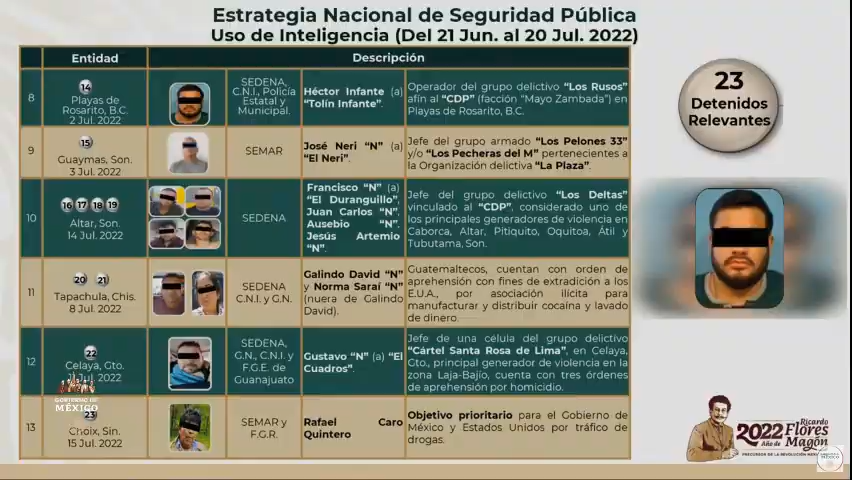 Estrategia Nacional de Seguridad Pública
Uso de Inteligencia (Del 21 Jun. al 20 Jul. 2022)
Entidad
Descripción
8
14
Playas de
Rosarito, B.C.
2 Jul. 2022
SEDENA,
C.N.I., Policía
Estatal y
Municipal.
Héctor Infante (a)
"Tolín Infante".
Operador del grupo delictivo "Los Rusos"
afín al "CDP" (facción "Mayo Zambada") en
Playas de Rosarito, B.C.
9
15
Guaymas, Son.
3 Jul. 2022
SEMAR
José Neri "N" (a)
"El Neri".
Jefe del grupo armado "Los Pelones 33"
y/o "Los Pecheras del M" pertenecientes a
la Organización delictiva "La Plaza".
10
16 17 18 19
Altar, Son.
14 Jul. 2022
SEDENA
Francisco "N" (a)
"El Duranguillo",
Juan Carlos "N",
Ausebio "N",
Jesús Artemio
"N".
Jefe del grupo delictivo "Los Deltas"
vinculado al "CDP", considerado uno de
los principales generadores de violencia en
Caborca, Altar, Pitiquito, Oquitoa, Átil y
Tubutama, Son.
11
20 21
Tapachula, Chis.
8 Jul. 2022
SEDENA
C.N.I. y G.N.
Galindo David "N"
y Norma Saraí "N"
(nuera de Galindo
David).
Guatemaltecos, cuentan con orden de
aprehensión con fines de extradición a los
E.U.A., por asociación ilícita para
manufacturar y distribuir cocaína y lavado
de dinero.
12
22
Celaya, Gto.
Jul. 2022
SEDENA,
G.N., C.N.I. y
F.G.E. de
Guanajuato
Gustavo "N" (a) "El
Cuadros".
Jefe de una célula del grupo delictivo
"Cártel Santa Rosa de Lima", en Celaya,
Gto., principal generador de violencia en la
zona Laja-Bajío, cuenta con tres órdenes
de aprehensión por homicidio.
13
23
Choix, Sin.
15 Jul. 2022
SEMAR y
F.G.R.
Rafael Caro
Quintero
Objetivo prioritario para el Gobierno de
México y Estados Unidos por tráfico de
drogas.
GOBIERNO DE
MÉXICO
23
Detenidos
Relevantes
2022 Ricardo
Flores
Año de Magón
PRECURSOR DE LA REVOLUCIÓN MEXICANA